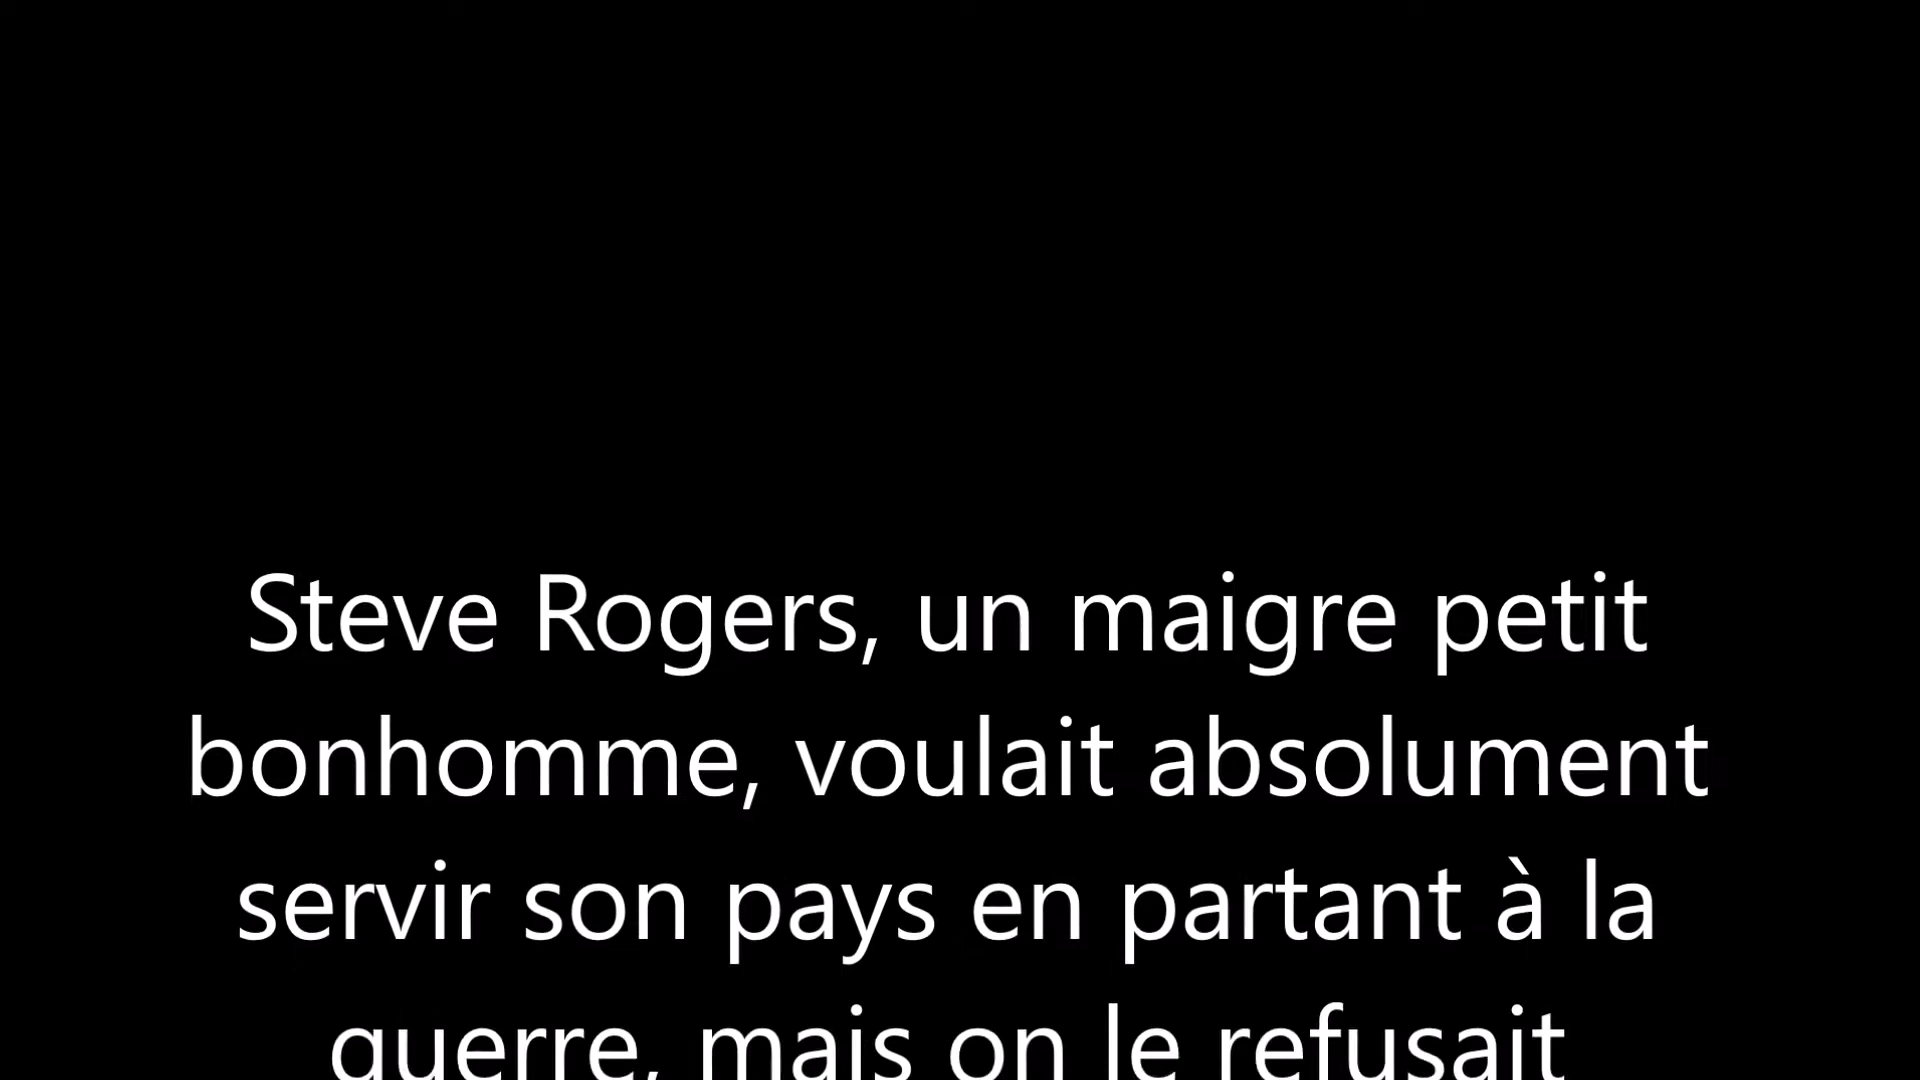 Steve Rogers, un maigre petit
bonhomme, voulait absolument
servir son pays en partant à la
guerre, mais on le refusait